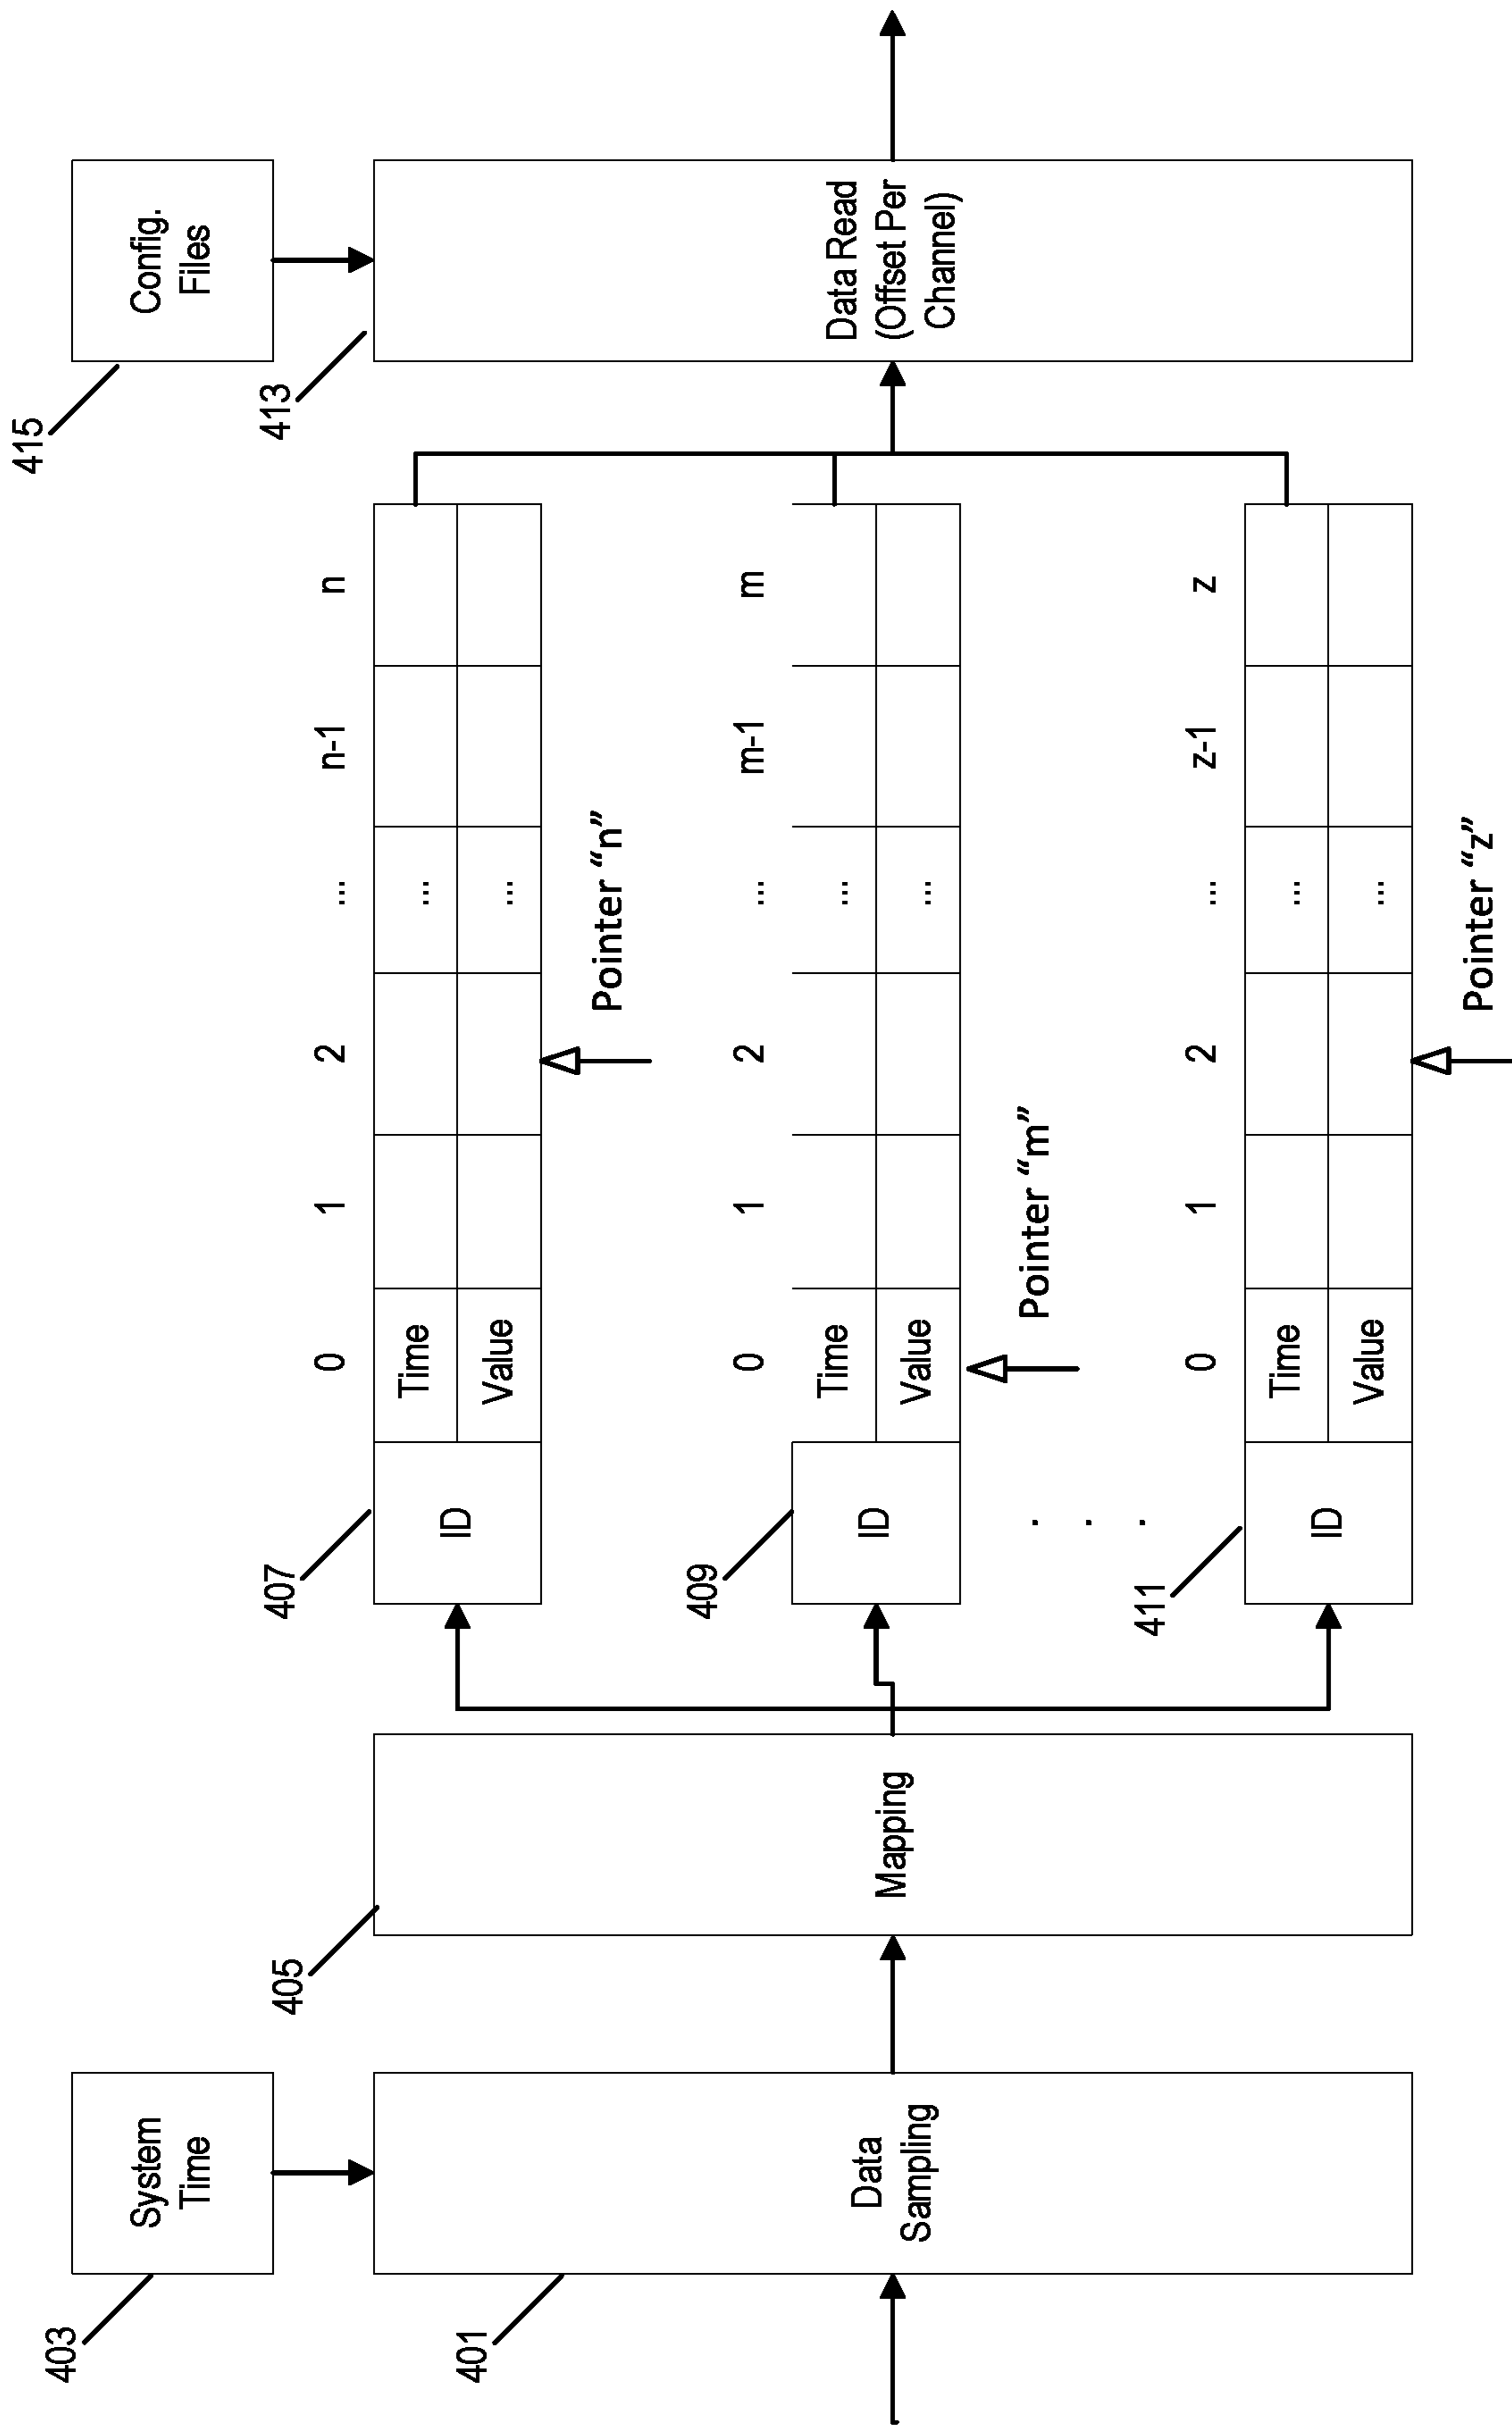 403
System
Time
401
Data
Sampling
405
Mapping
407
ID
0
1
2
...
n-1
n
Time
...
Value
...
Pointer “n”
409
ID
0
1
2
...
m-1
m
Time
...
Value
...
Pointer “m”
.
.
.
411
ID
0
1
2
...
z-1
z
Time
...
Value
...
Pointer “z”
415
Config.
Files
413
Data Read
(Offset Per
Channel)